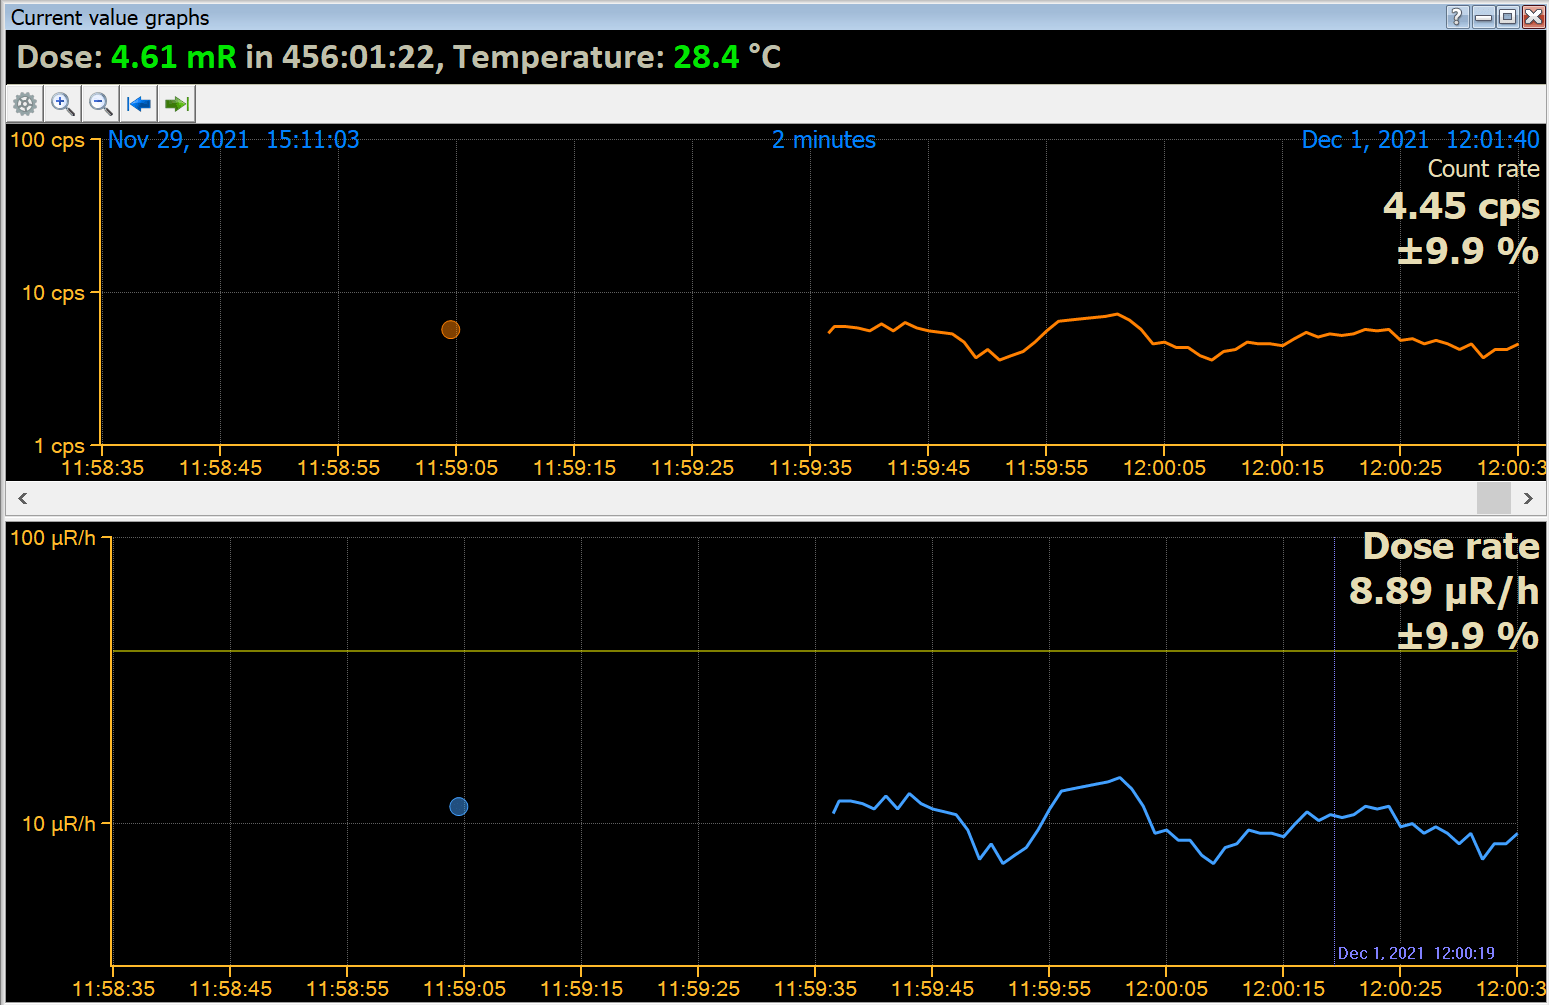 Current value graphs
Dose: 4.61 mR in 456:01:22, Temperature: 28.4 °C
100 cps
Nov 29, 2021 15:11:03
2 minutes
Dec 1, 2021 12:01:40
Count rate
4.45 cps
±9.9 %
10 cps
1 cps
11:58:35 11:58:45 11:58:55 11:59:05 11:59:15 11:59:25 11:59:35 11:59:45 11:59:55 12:00:05 12:00:15 12:00:25 12:00:3
100 µR/h
Dose rate
8.89 µR/h
±9.9 %
10 µR/h
Dec 1, 2021 12:00:19
11:58:35 11:58:45 11:58:55 11:59:05 11:59:15 11:59:25 11:59:35 11:59:45 11:59:55 12:00:05 12:00:15 12:00:25 12:00:3